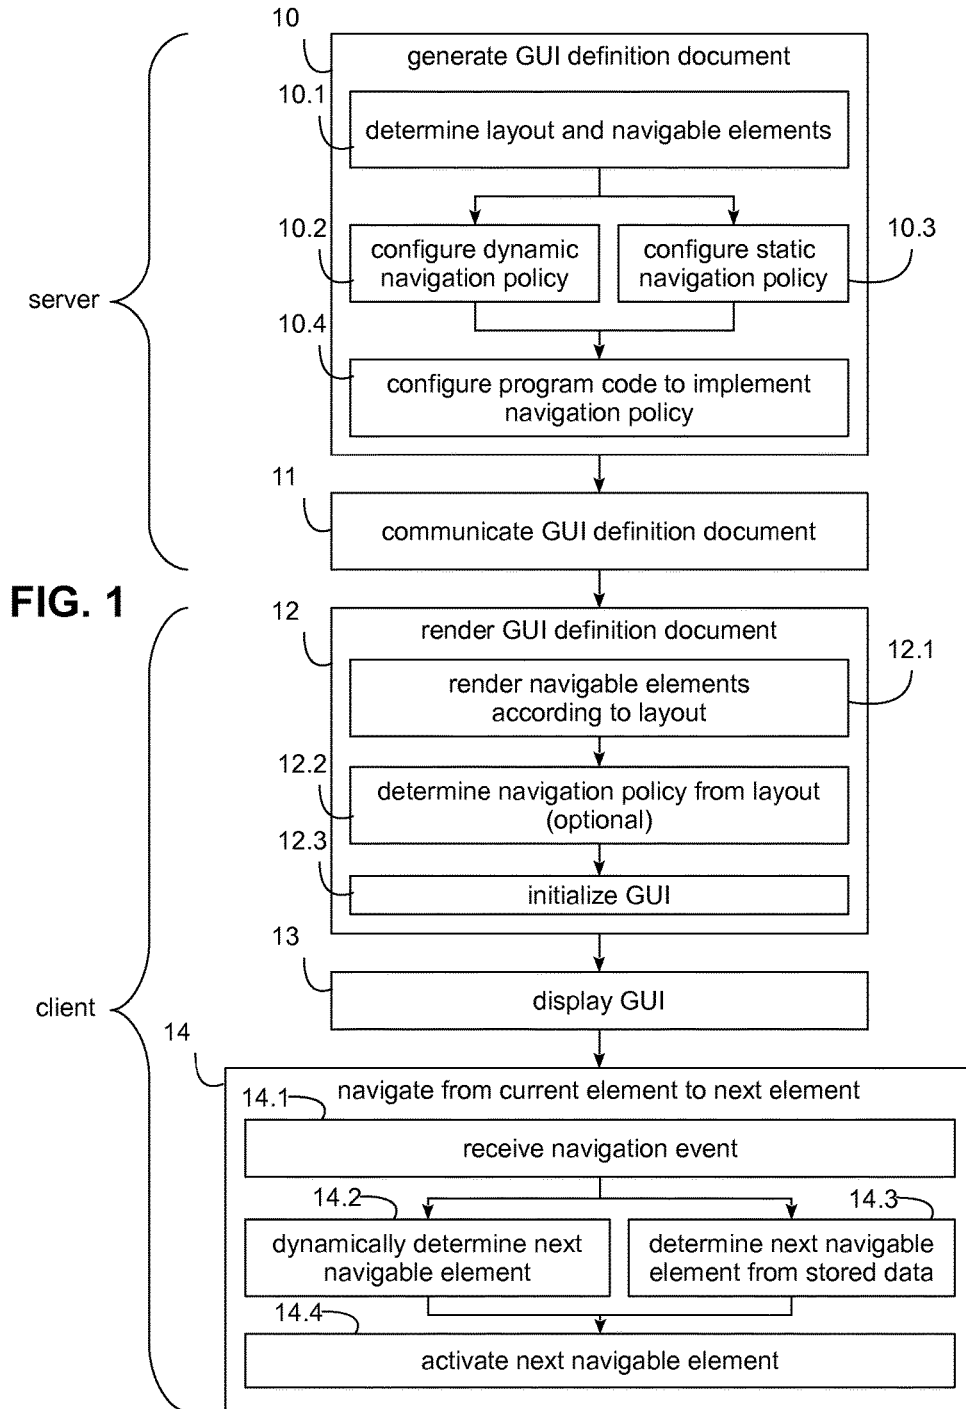 10
generate GUI definition document
10.1
determine layout and navigable elements
10.2
configure dynamic
navigation policy
configure static
navigation policy
10.3
server
10.4
configure program code to implement
navigation policy
11
communicate GUI definition document
FIG. 1
12
render GUI definition document
12.1
render navigable elements
according to layout
12.2
determine navigation policy from layout
(optional)
12.3
initialize GUI
13
display GUI
client
14
navigate from current element to next element
14.1
receive navigation event
14.2
dynamically determine next
navigable element
14.3
determine next navigable
element from stored data
14.4
activate next navigable element